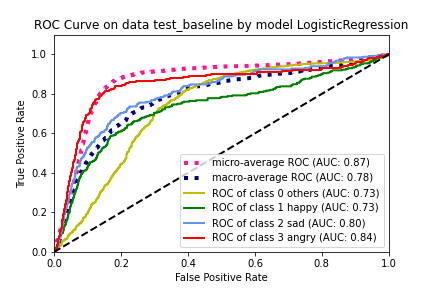 ROC Curve on data test_baseline by model LogisticRegression
True Positive Rate
1.0
0.8
0.6
0.4
0.2
0.0
micro-average ROC (AUC: 0.87)
macro-average ROC (AUC: 0.78)
ROC of class 0 others (AUC: 0.73)
ROC of class 1 happy (AUC: 0.73)
ROC of class 2 sad (AUC: 0.80)
ROC of class 3 angry (AUC: 0.84)
0.0 0.2 0.4 0.6 0.8 1.0
False Positive Rate